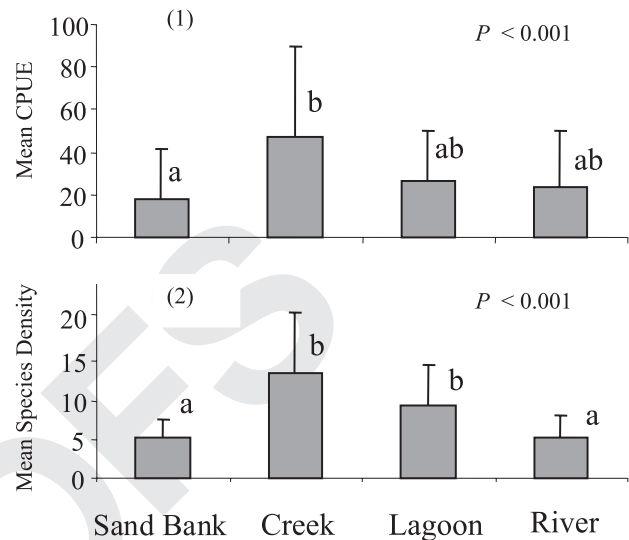 (1)
P < 0.001
Mean CPUE
100
80
60
40
20
0
a
b
ab
ab
(2)
P < 0.001
Mean Species Density
20
15
10
5
0
a
b
b
a
Sand Bank Creek Lagoon River